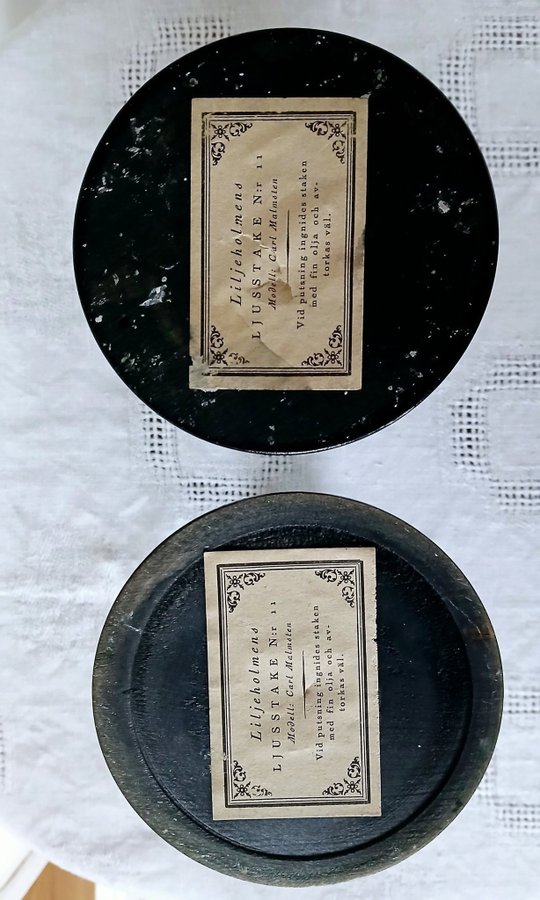 Liljeholmens
LJUSSTAKE N:r 11
Modell: Carl Malmsten
Vid putsning ingnides staken
med fin olja och av-
torkas väl.
Liljeholmens
LJUSSTAKE N:r 11
Modell: Carl Malmsten
Vid putsning ingnides staken
med fin olja och av-
torkas väl.